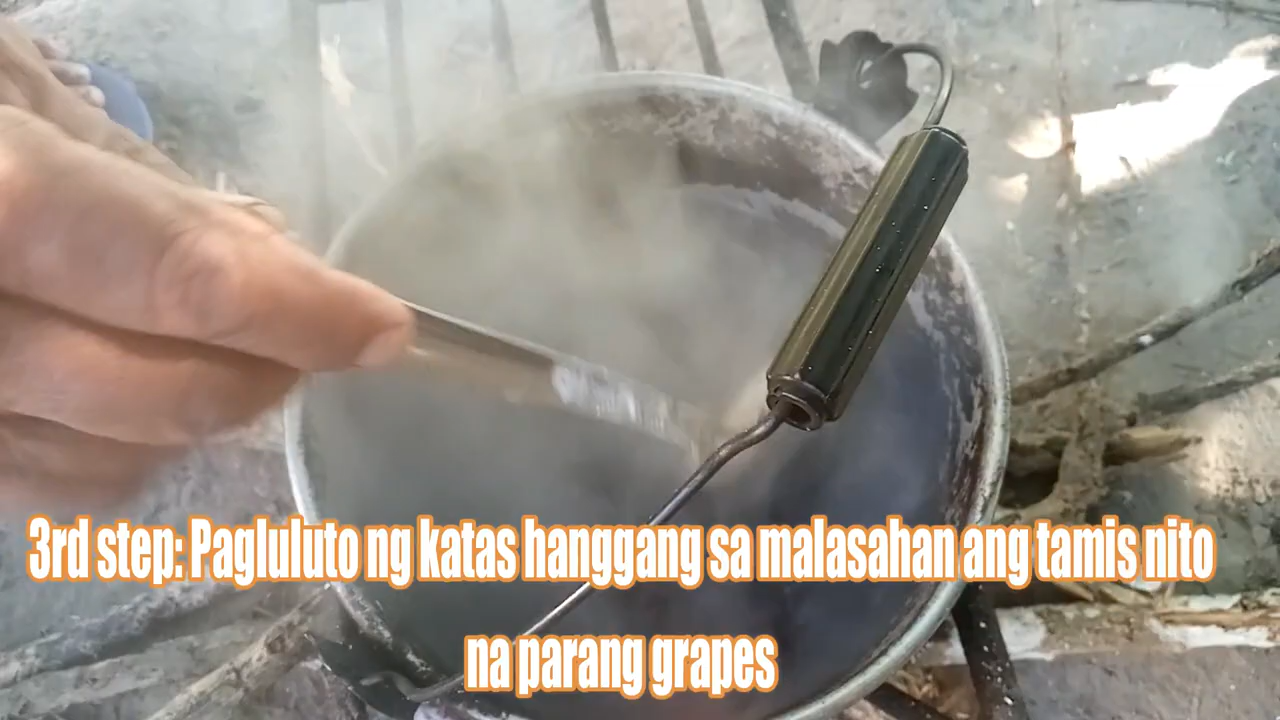 3rd step: Pagluluto ng katas hanggang sa malasahan ang tamis nito
na parang grapes